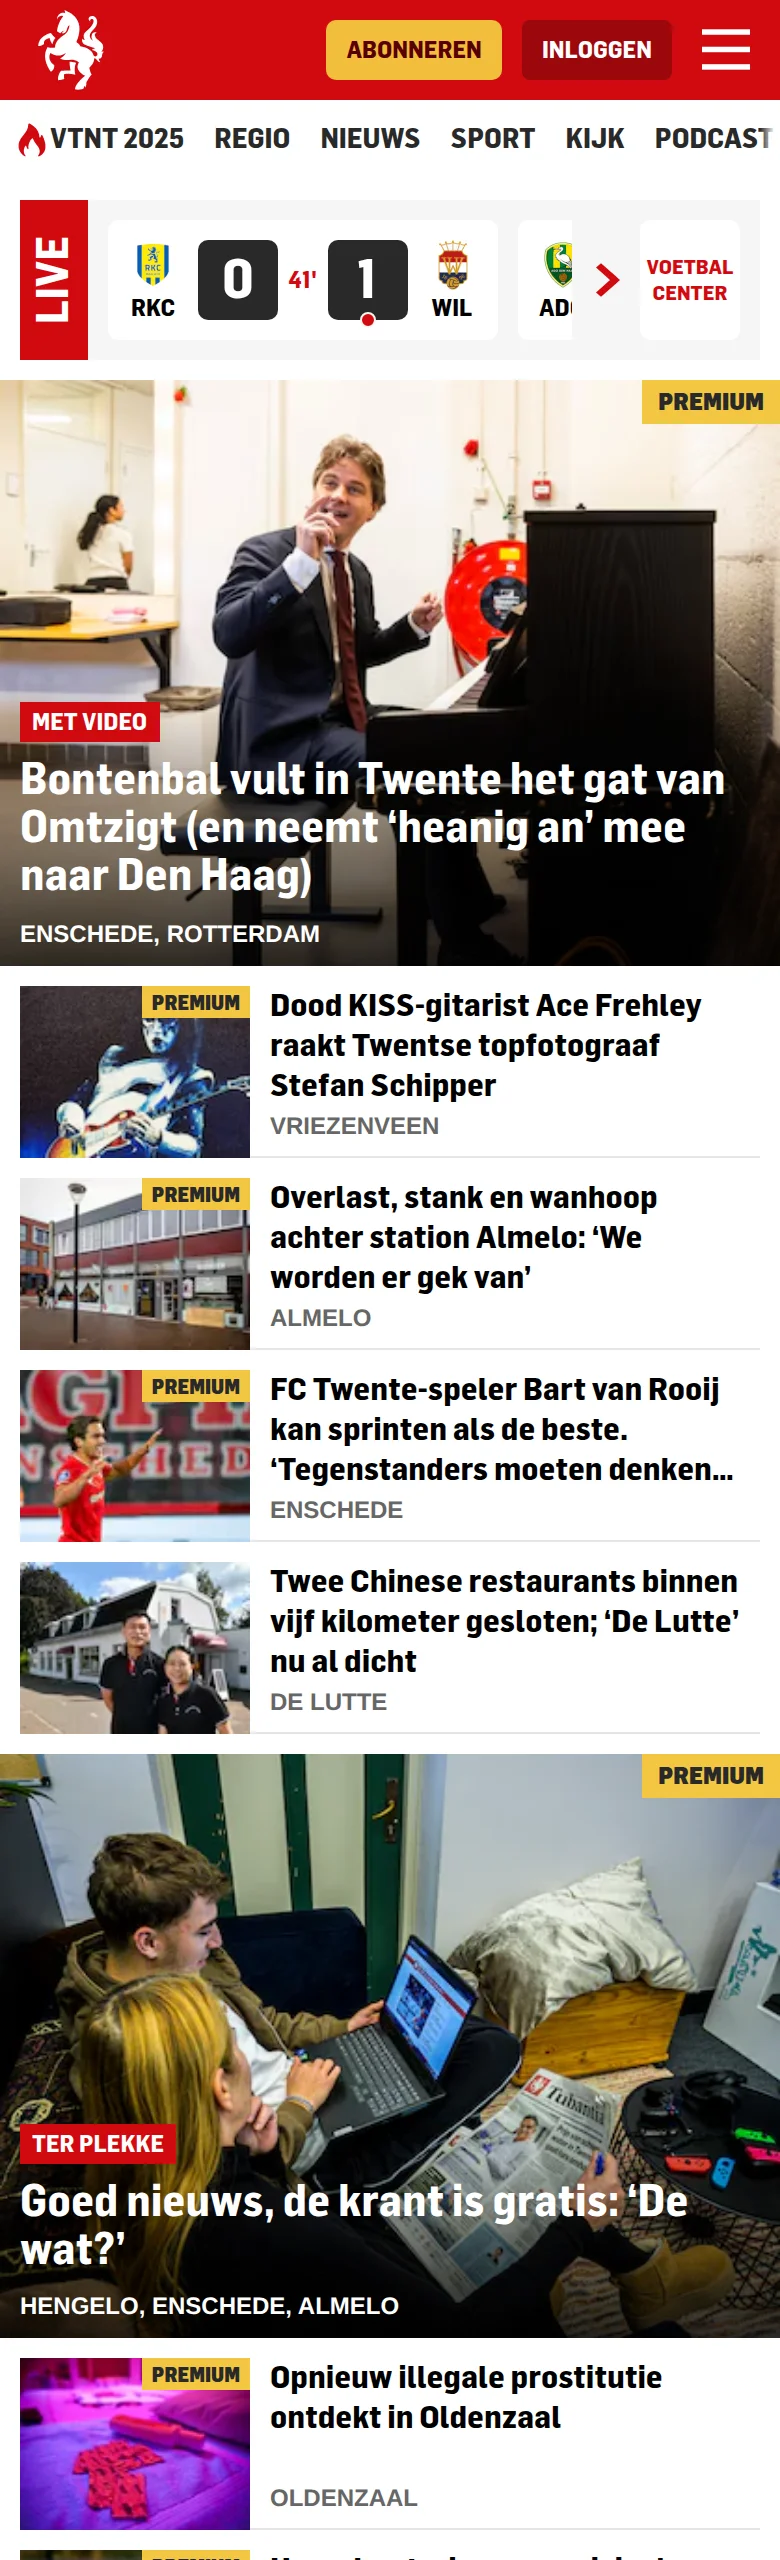 ABONNEREN
INLOGGEN
VTNT 2025 REGIO NIEUWS SPORT KIJK PODCAST
LIVE
RKC
0
41'
1
WIL
VOETBAL
CENTER
PREMIUM
MET VIDEO
Bontenbal vult in Twente het gat van
Omtzigt (en neemt ‘heanig an’ mee
naar Den Haag)
ENSCHEDE, ROTTERDAM
PREMIUM
Dood KISS-gitarist Ace Frehley
raakt Twentse topfotograaf
Stefan Schipper
VRIEZENVEEN
PREMIUM
Overlast, stank en wanhoop
achter station Almelo: ‘We
worden er gek van’
ALMELO
PREMIUM
FC Twente-speler Bart van Rooij
kan sprinten als de beste.
‘Tegenstanders moeten denken...
ENSCHEDE
Twee Chinese restaurants binnen
vijf kilometer gesloten; ‘De Lutte’
nu al dicht
DE LUTTE
PREMIUM
Tubantia
TER PLEKKE
Goed nieuws, de krant is gratis: ‘De
wat?’
HENGELO, ENSCHEDE, ALMELO
PREMIUM
Opnieuw illegale prostitutie
ontdekt in Oldenzaal
OLDENZAAL